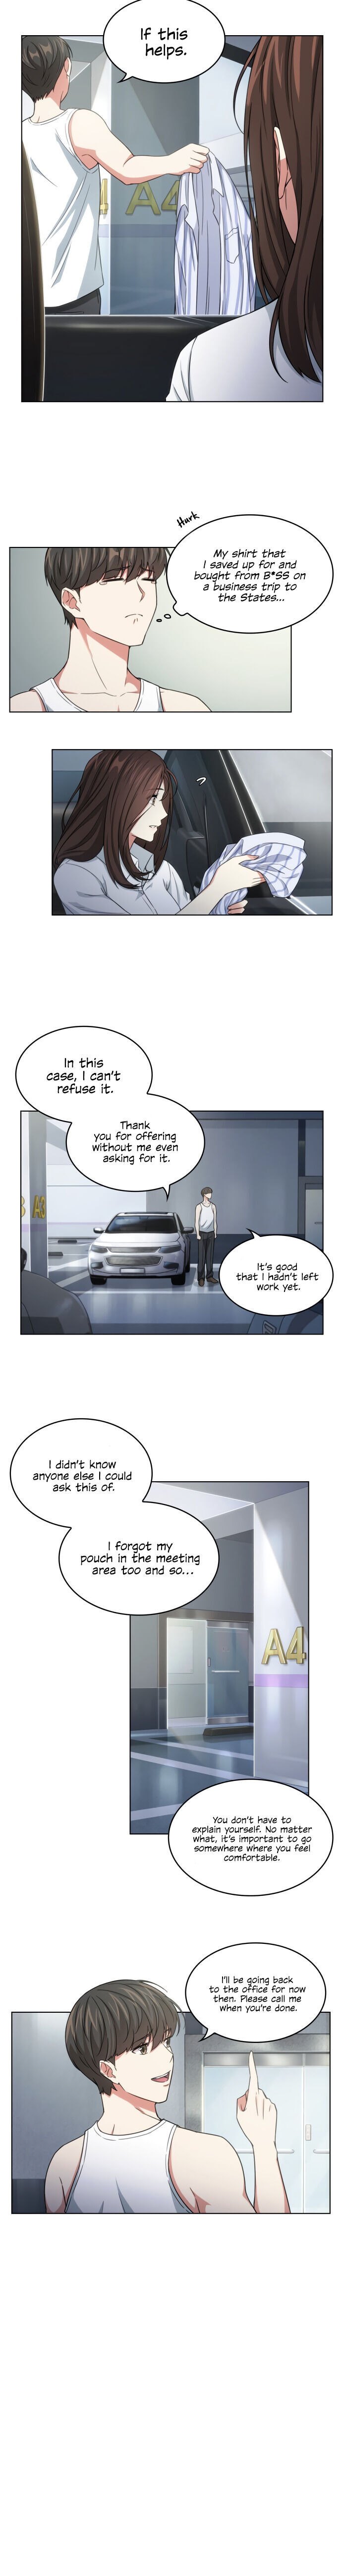 If this
helps.
A4
Hurk
My shirt that
I saved up for and
bought from B*SS on
a business trip to
the States...
?
In this
case, I can't
refuse it.
Thank
you for offering
without me even
asking for it.
It's good
that I hadn't left
work yet.
I didn't know
anyone else I could
ask this of.
I forgot my
pouch in the meeting
area too and so...
A4
You don't have to
explain yourself. No matter
what, it's important to go
somewhere where you feel
comfortable.
I'll be going back
to the office for now
then. Please call me
when you're done.